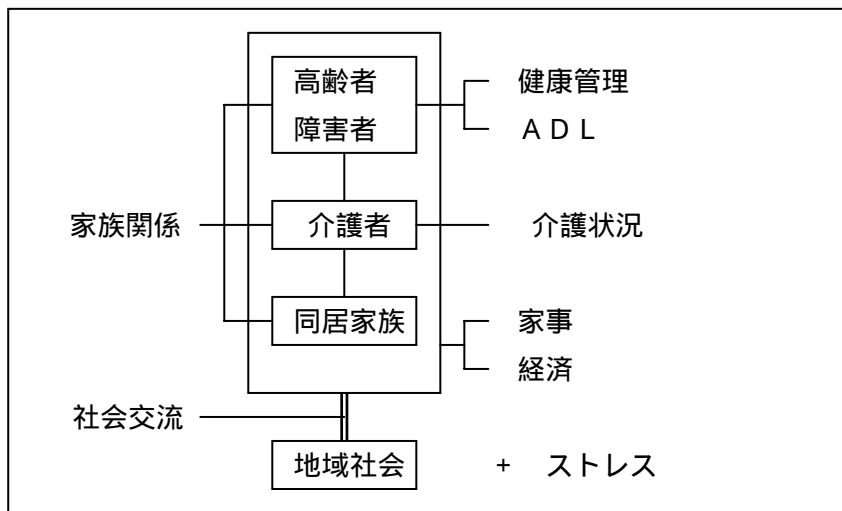 高齢者
障害者
健康管理
ＡＤＬ
家族関係
介護者
介護状況
同居家族
家事
経済
社会交流
地域社会
+ ストレス